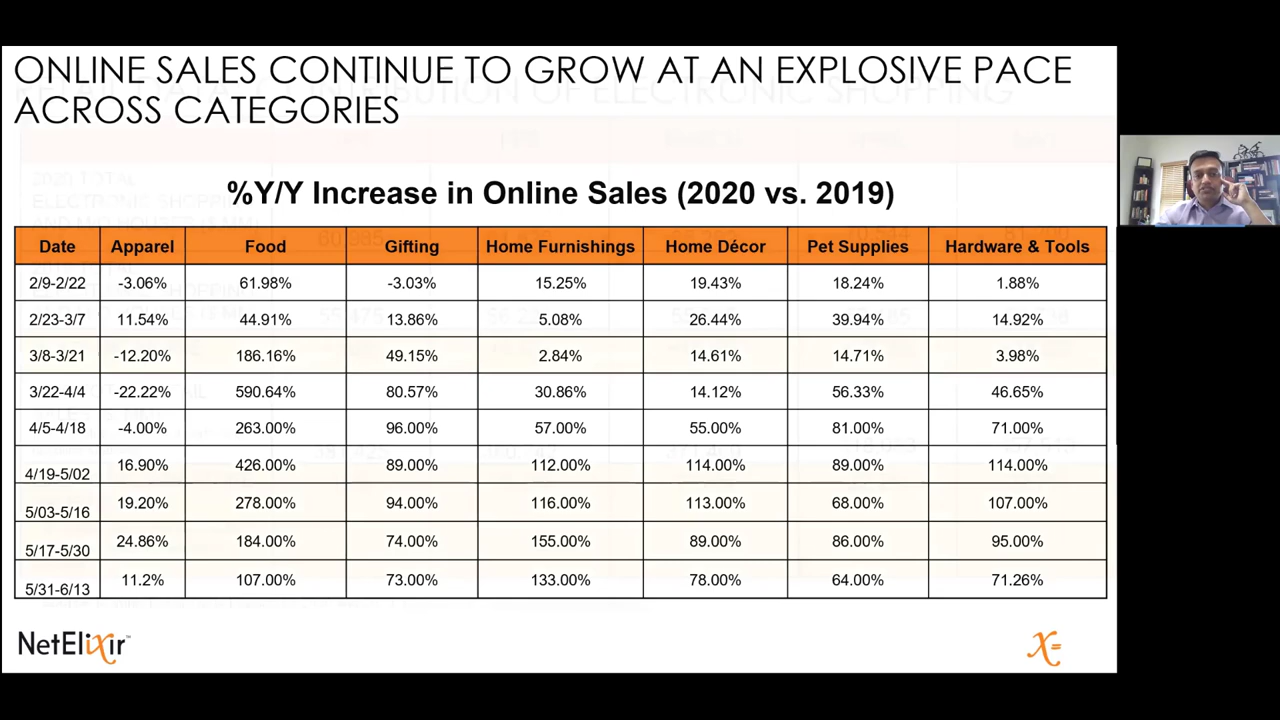 ONLINE SALES CONTINUE TO GROW AT AN EXPLOSIVE PACE
ACROSS CATEGORIES
%Y/Y Increase in Online Sales (2020 vs. 2019)
Date Apparel Food Gifting Home Furnishings Home Décor Pet Supplies Hardware & Tools
2/9-2/22 -3.06% 61.98% -3.03% 15.25% 19.43% 18.24% 1.88%
2/23-3/7 11.54% 44.91% 13.86% 5.08% 26.44% 39.94% 14.92%
3/8-3/21 -12.20% 186.16% 49.15% 2.84% 14.61% 14.71% 3.98%
3/22-4/4 -22.22% 590.64% 80.57% 30.86% 14.12% 56.33% 46.65%
4/5-4/18 -4.00% 263.00% 96.00% 57.00% 55.00% 81.00% 71.00%
4/19-5/02 16.90% 426.00% 89.00% 112.00% 114.00% 89.00% 114.00%
5/03-5/16 19.20% 278.00% 94.00% 116.00% 113.00% 68.00% 107.00%
5/17-5/30 24.86% 184.00% 74.00% 155.00% 89.00% 86.00% 95.00%
5/31-6/13 11.2% 107.00% 73.00% 133.00% 78.00% 64.00% 71.26%
NetElixir™ X=